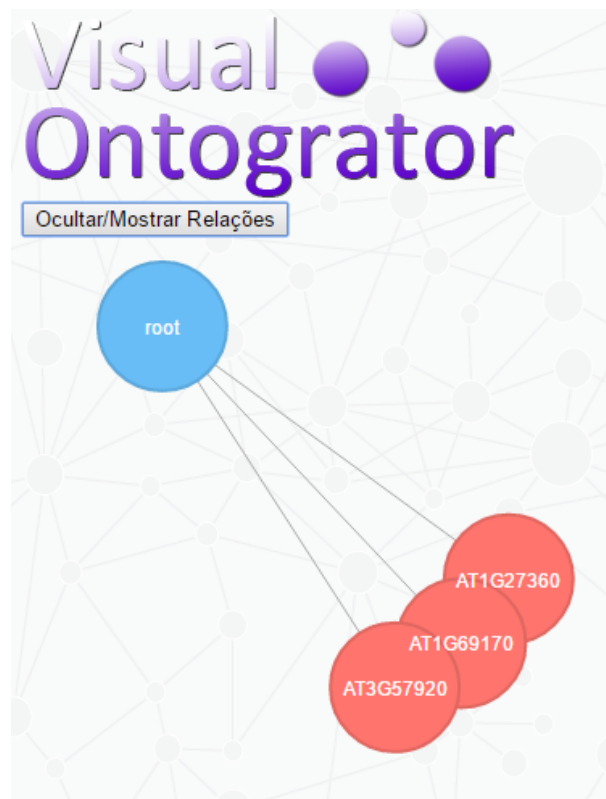 Visual
Ontogrator
Ocultar/Mostrar Relações
root
AT1G27360
AT1G69170
AT3G57920